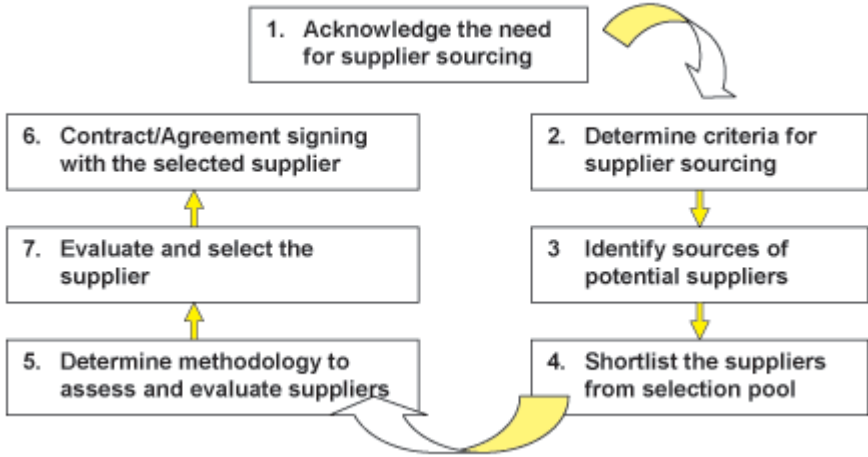 1. Acknowledge the need
for supplier sourcing
6. Contract/Agreement signing
with the selected supplier
2. Determine criteria for
supplier sourcing
7. Evaluate and select the
supplier
3 Identify sources of
potential suppliers
5. Determine methodology to
assess and evaluate suppliers
4. Shortlist the suppliers
from selection pool